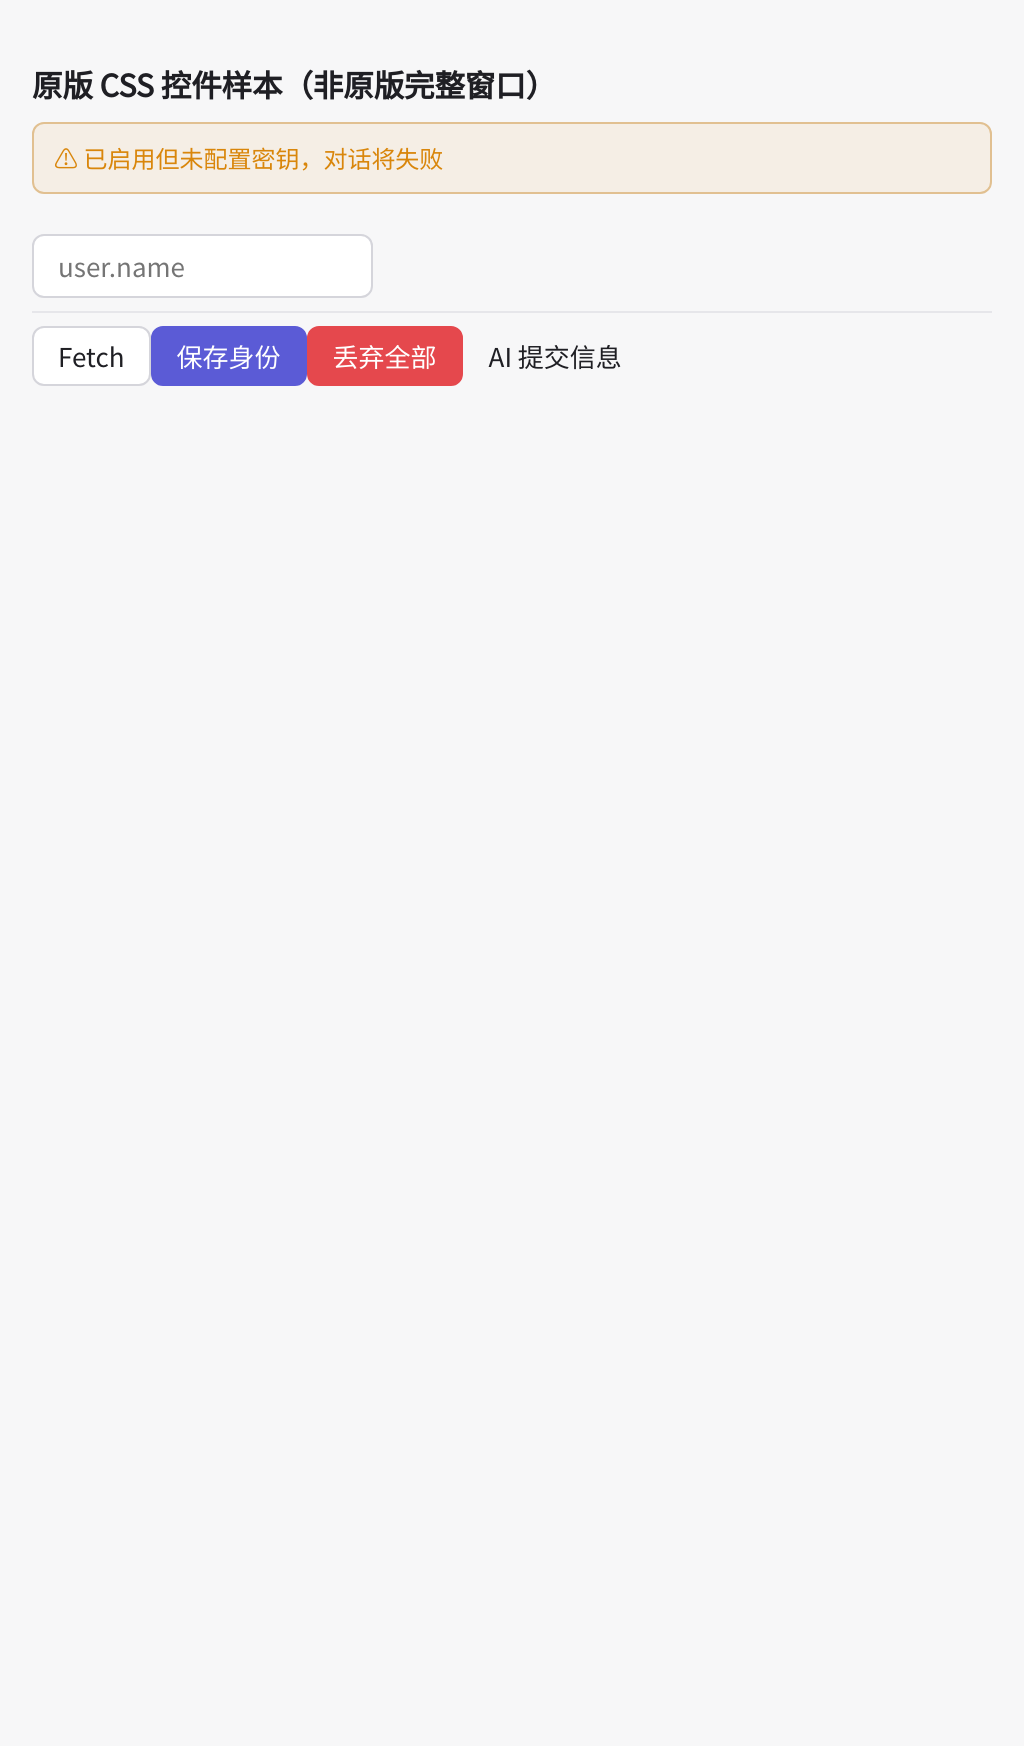 原版 CSS 控件样本（非原版完整窗口）
⚠ 已启用但未配置密钥，对话将失败
user.name
Fetch 保存身份 丢弃全部 AI 提交信息